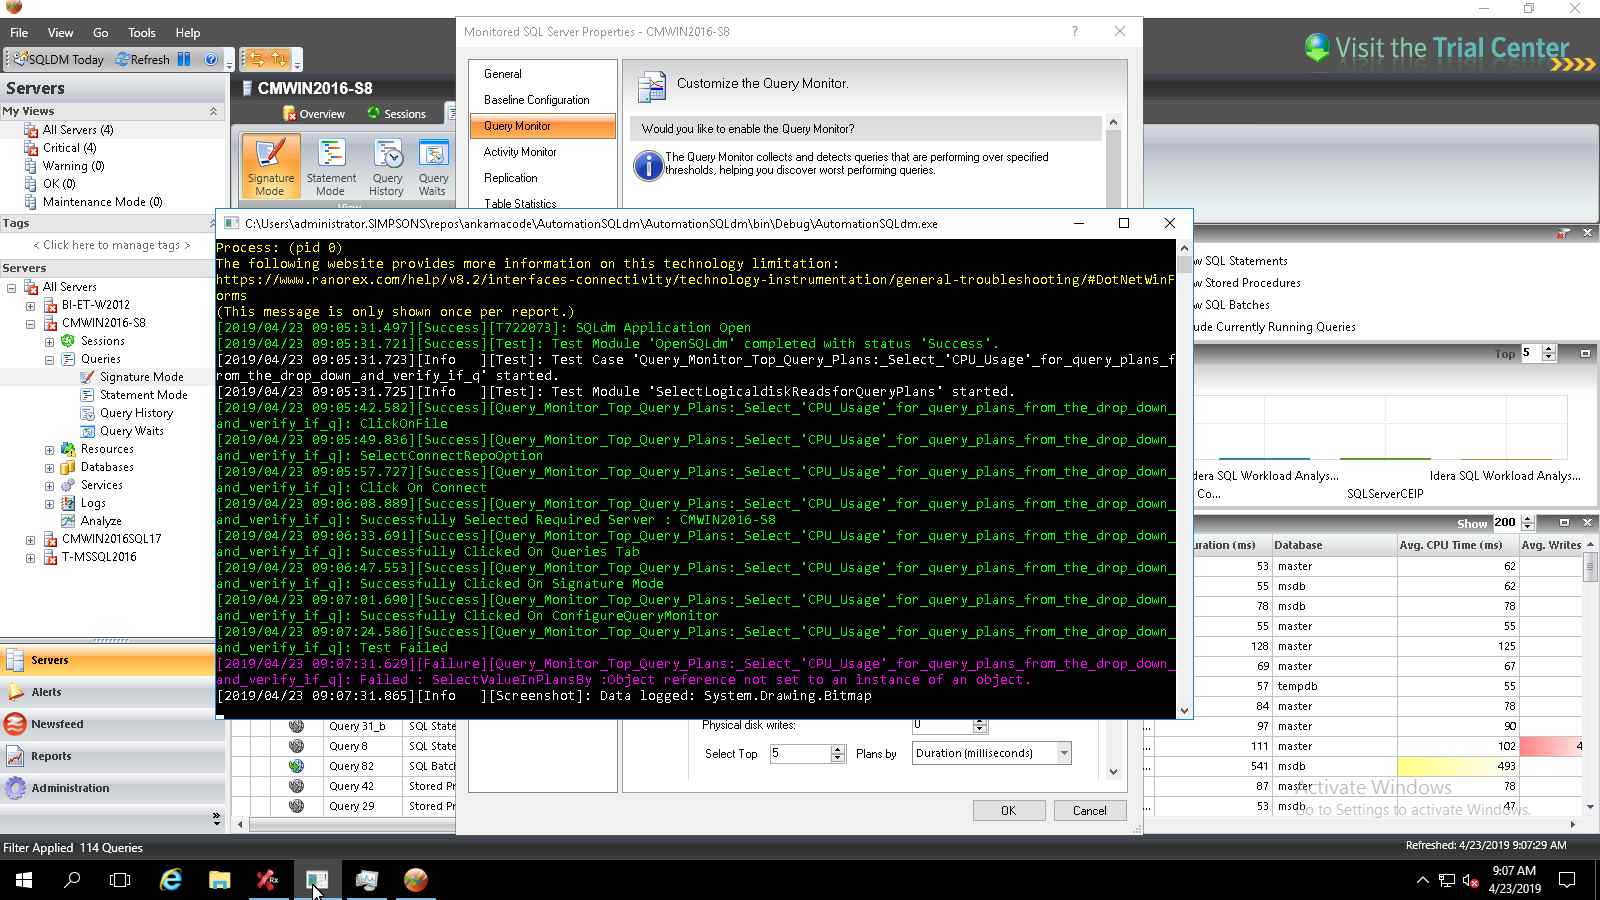 File View Go Tools Help
SQLDM Today Refresh
Servers
My Views
All Servers (4)
Critical (4)
Warning (0)
OK (0)
Maintenance Mode (0)
Tags
< Click here to manage tags >
Servers
All Servers
BI-ET-W2012
CMWIN2016-S8
Sessions
Queries
Signature Mode
Statement Mode
Query History
Query Waits
Resources
Databases
Services
Logs
Analyze
CMWIN2016SQL17
T-MSSQL2016
Servers
Alerts
Newsfeed
Reports
Administration
Filter Applied 114 Queries
CMWIN2016-S8
Overview Sessions
Signature Mode
Statement Mode
Query History
Query Waits
View
Monitored SQL Server Properties - CMWIN2016-S8
General
Baseline Configuration
Query Monitor
Activity Monitor
Replication
Table Statistics
Customize the Query Monitor.
Would you like to enable the Query Monitor?
The Query Monitor collects and detects queries that are performing over specified
thresholds, helping you discover worst performing queries.
Visit the Trial Center
C:\Users\administrator.SIMPSONS\repos\ankamacode\AutomationSQLdm\AutomationSQLdm\bin\Debug\AutomationSQLdm.exe
Process: (pid 0)
The following website provides more information on this technology limitation:
https://www.ranorex.com/help/v8.2/interfaces-connectivity/technology-instrumentation/general-troubleshooting/#DotNetWinF
orms
(This message is only shown once per report.)
[2019/04/23 09:05:31.497][Success][T722073]: SQLdm Application Open
[2019/04/23 09:05:31.721][Success][Test]: Test Module 'OpenSQLdm' completed with status 'Success'.
[2019/04/23 09:05:31.723][Info   ][Test]: Test Case 'Query_Monitor_Top_Query_Plans:_Select_'CPU_Usage'_for_query_plans_f
rom_the_drop_down_and_verify_if_q' started.
[2019/04/23 09:05:31.725][Info   ][Test]: Test Module 'SelectLogicaldiskReadsforQueryPlans' started.
[2019/04/23 09:05:42.582][Success][Query_Monitor_Top_Query_Plans:_Select_'CPU_Usage'_for_query_plans_from_the_drop_down_
and_verify_if_q]: ClickOnFile
[2019/04/23 09:05:49.836][Success][Query_Monitor_Top_Query_Plans:_Select_'CPU_Usage'_for_query_plans_from_the_drop_down_
and_verify_if_q]: SelectConnectRepoOption
[2019/04/23 09:05:57.727][Success][Query_Monitor_Top_Query_Plans:_Select_'CPU_Usage'_for_query_plans_from_the_drop_down_
and_verify_if_q]: Click On Connect
[2019/04/23 09:06:08.889][Success][Query_Monitor_Top_Query_Plans:_Select_'CPU_Usage'_for_query_plans_from_the_drop_down_
and_verify_if_q]: Successfully Selected Required Server : CMWIN2016-S8
[2019/04/23 09:06:33.691][Success][Query_Monitor_Top_Query_Plans:_Select_'CPU_Usage'_for_query_plans_from_the_drop_down_
and_verify_if_q]: Successfully Clicked On Queries Tab
[2019/04/23 09:06:47.553][Success][Query_Monitor_Top_Query_Plans:_Select_'CPU_Usage'_for_query_plans_from_the_drop_down_
and_verify_if_q]: Successfully Clicked On Signature Mode
[2019/04/23 09:07:01.690][Success][Query_Monitor_Top_Query_Plans:_Select_'CPU_Usage'_for_query_plans_from_the_drop_down_
and_verify_if_q]: Successfully Clicked On ConfigureQueryMonitor
[2019/04/23 09:07:24.586][Success][Query_Monitor_Top_Query_Plans:_Select_'CPU_Usage'_for_query_plans_from_the_drop_down_
and_verify_if_q]: Test Failed
[2019/04/23 09:07:31.629][Failure][Query_Monitor_Top_Query_Plans:_Select_'CPU_Usage'_for_query_plans_from_the_drop_down_
and_verify_if_q]: Failed : SelectValueInPlansBy :Object reference not set to an instance of an object.
[2019/04/23 09:07:31.865][Info   ][Screenshot]: Data logged: System.Drawing.Bitmap
w SQL Statements
w Stored Procedures
w SQL Batches
ude Currently Running Queries
Top 5
dera SQL Workload Analys...
Co...
SQLServerCEIP
Idera SQL Workload Analys...
Show 200
uration (ms) Database Avg. CPU Time (ms) Avg. Writes
53 master 62
55 msdb 62
78 msdb 78
55 master 55
128 master 125
69 master 67
57 tempdb 55
84 master 78
97 master 90
111 master 102 4
541 msdb 493
87 master 78
53 msdb 47
Query 31_b SQL State
Query 8 SQL State
Query 82 SQL Batch
Query 42 Stored Pr
Query 29 Stored Pr
Physical disk writes: 0
Select Top 5 Plans by Duration (milliseconds)
OK Cancel
Activate Windows
Go to Settings to activate Windows.
Refreshed: 4/23/2019 9:07:29 AM
9:07 AM
4/23/2019